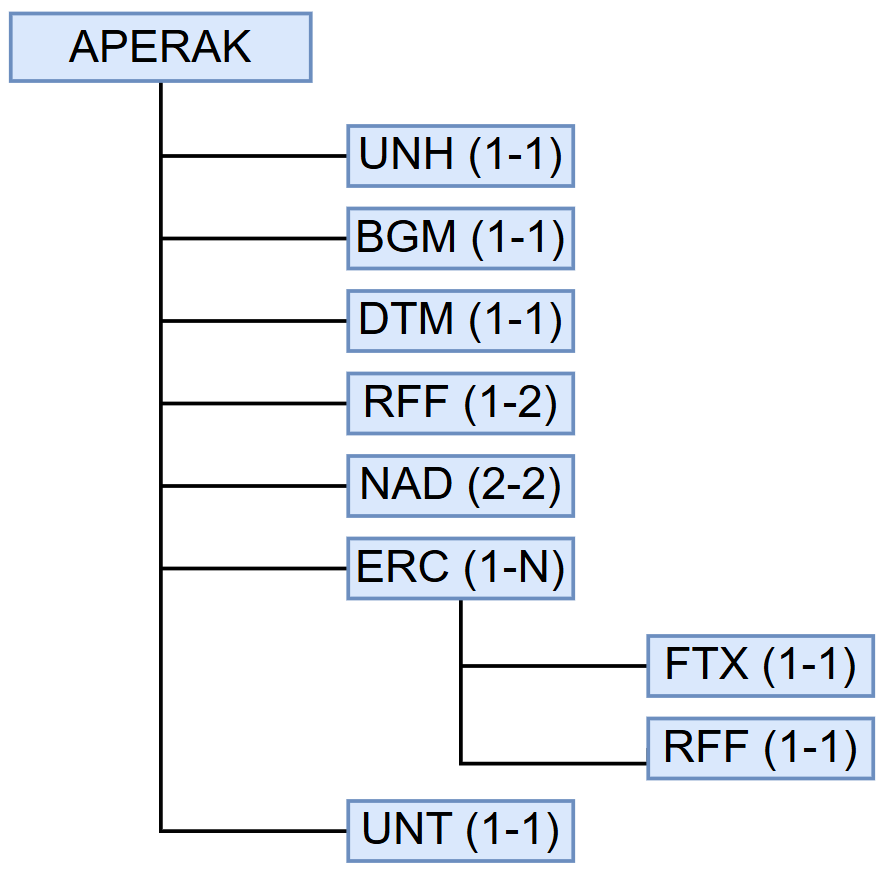 APERAK
UNH (1-1)
BGM (1-1)
DTM (1-1)
RFF (1-2)
NAD (2-2)
ERC (1-N)
FTX (1-1)
RFF (1-1)
UNT (1-1)